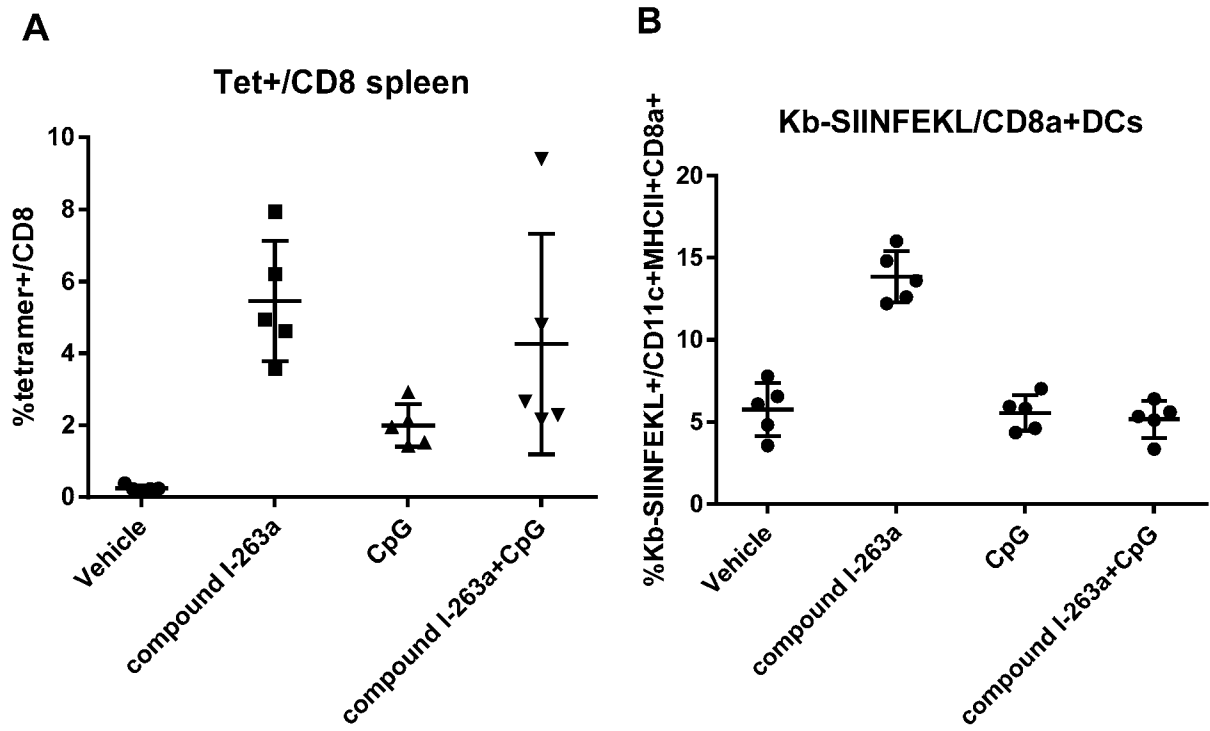 A
Tet+/CD8 spleen
%tetramer+/CD8
10
8
6
4
2
0
Vehicle
compound I-263a
CpG
compound I-263a+CpG
B
Kb-SIINFEKL/CD8a+DCs
%Kb-SIINFEKL+/CD11c+MHCII+CD8a+
20
15
10
5
0
Vehicle
compound I-263a
CpG
compound I-263a+CpG